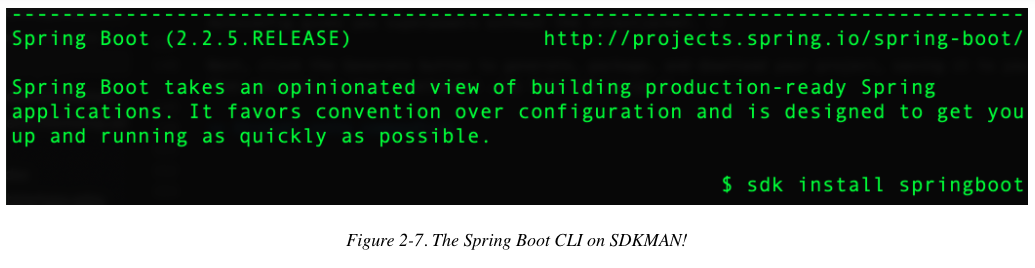 Spring Boot (2.2.5.RELEASE) http://projects.spring.io/spring-boot/
Spring Boot takes an opinionated view of building production-ready Spring
applications. It favors convention over configuration and is designed to get you
up and running as quickly as possible.
$ sdk install springboot
Figure 2-7. The Spring Boot CLI on SDKMAN!